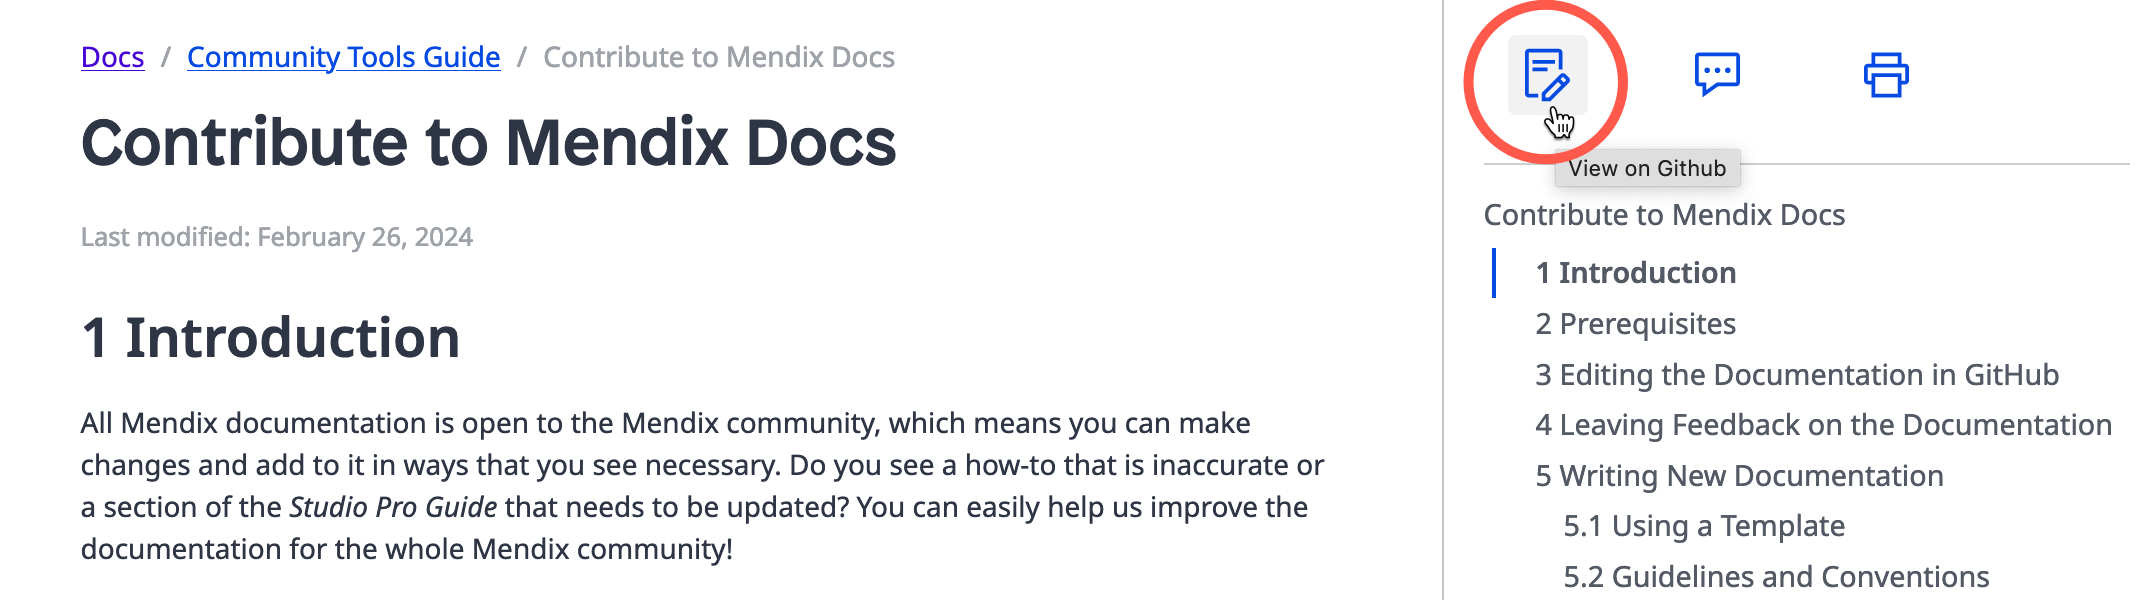 Docs / Community Tools Guide / Contribute to Mendix Docs
Contribute to Mendix Docs
Last modified: February 26, 2024
1 Introduction
All Mendix documentation is open to the Mendix community, which means you can make
changes and add to it in ways that you see necessary. Do you see a how-to that is inaccurate or
a section of the Studio Pro Guide that needs to be updated? You can easily help us improve the
documentation for the whole Mendix community!
View on Github
Contribute to Mendix Docs
1 Introduction
2 Prerequisites
3 Editing the Documentation in GitHub
4 Leaving Feedback on the Documentation
5 Writing New Documentation
5.1 Using a Template
5.2 Guidelines and Conventions